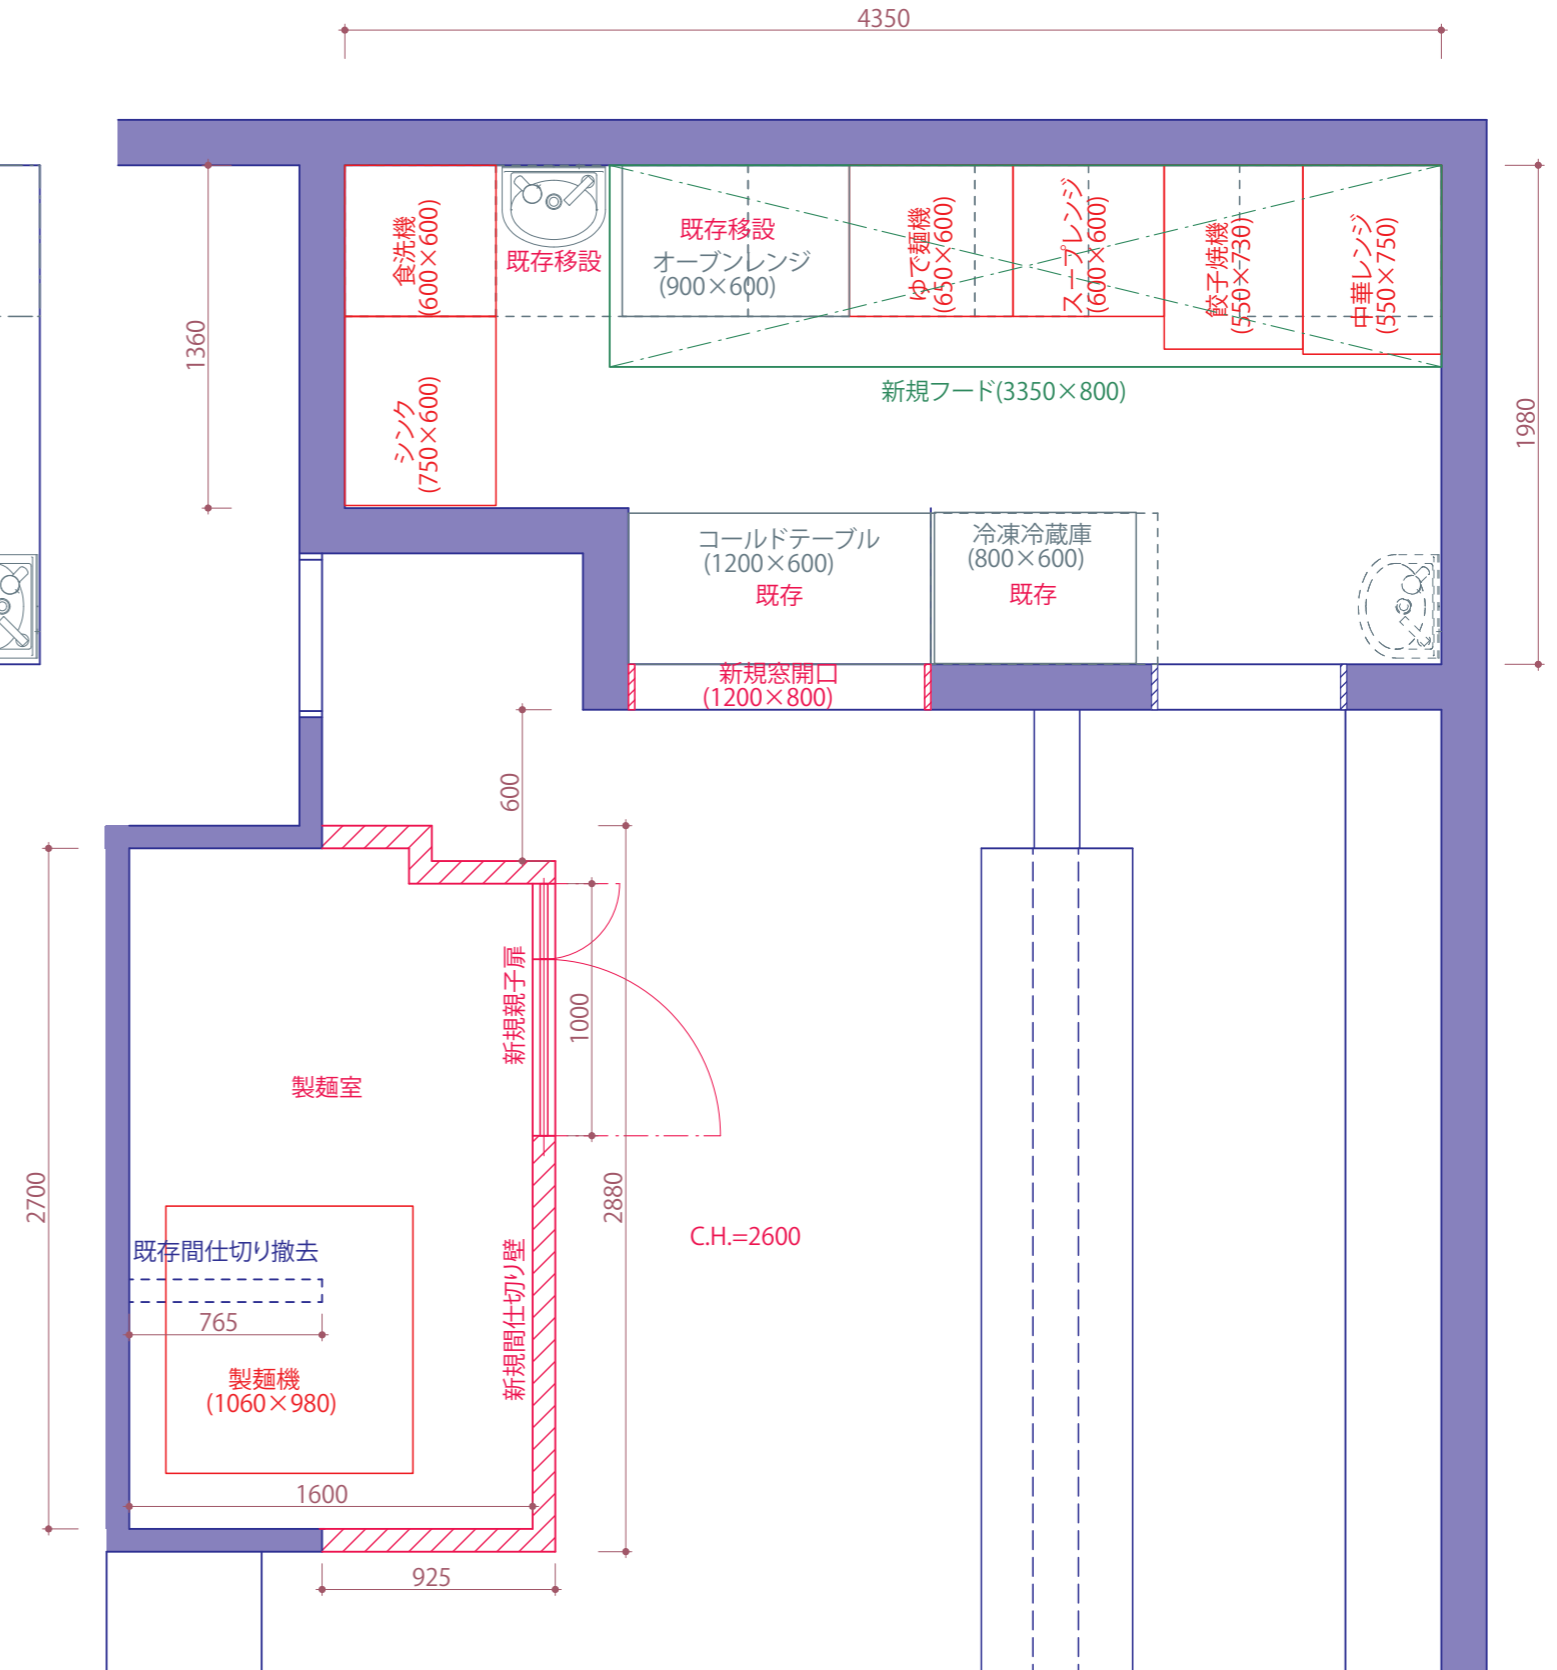 4350
食洗機
(600×600)
既存移設
既存移設
オーブンレンジ
(900×600)
ゆで麺機
(650×600)
スープレンジ
(600×600)
餃子焼機
(550×730)
中華レンジ
(550×750)
1360
シンク
(750×600)
新規フード(3350×800)
1980
コールドテーブル
(1200×600)
既存
冷凍冷蔵庫
(800×600)
既存
新規窓開口
(1200×800)
600
新規親子扉
1000
製麺室
2700
2880
既存間仕切り撤去
C.H.=2600
新規間仕切り壁
765
製麺機
(1060×980)
1600
925